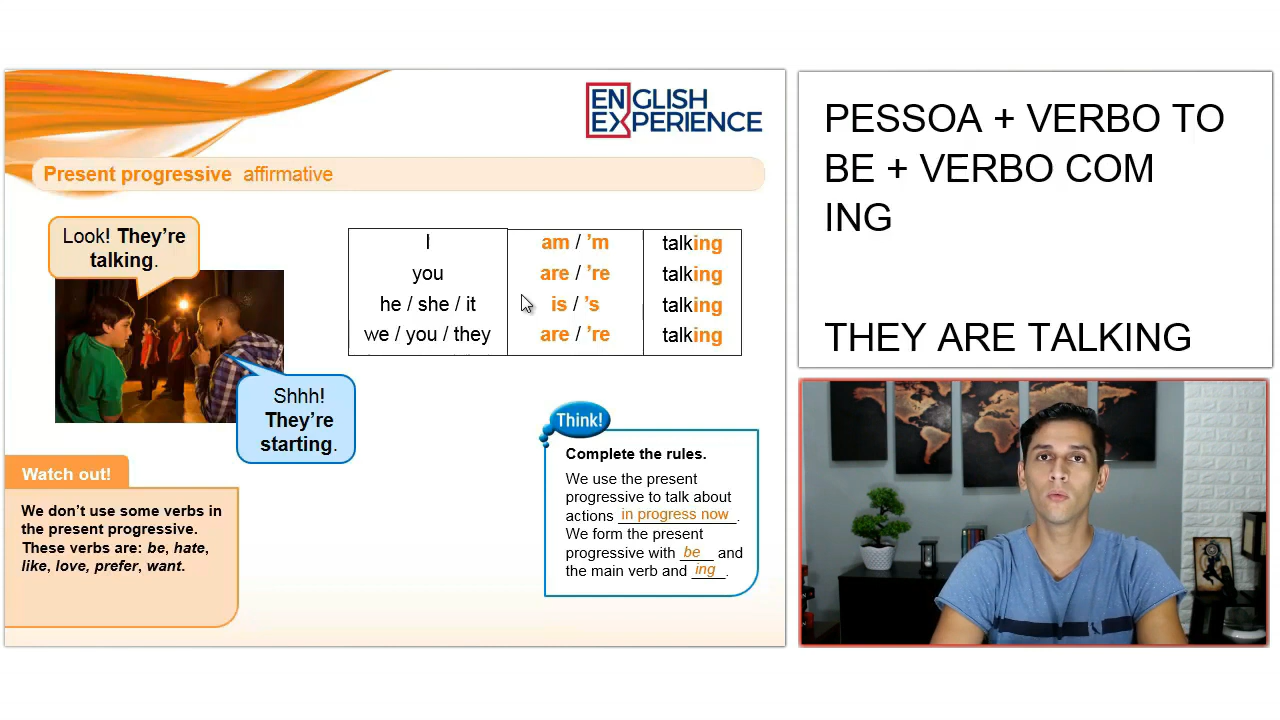 ENGLISH
EXPERIENCE
Present progressive affirmative
Look! They’re
talking.
Shhh!
They’re
starting.
I am / ’m talking
you are / ’re talking
he / she / it is / ’s talking
we / you / they are / ’re talking
Watch out!
We don’t use some verbs in
the present progressive.
These verbs are: be, hate,
like, love, prefer, want.
Think!
Complete the rules.
We use the present
progressive to talk about
actions in progress now.
We form the present
progressive with be and
the main verb and ing.
PESSOA + VERBO TO
BE + VERBO COM
ING
THEY ARE TALKING